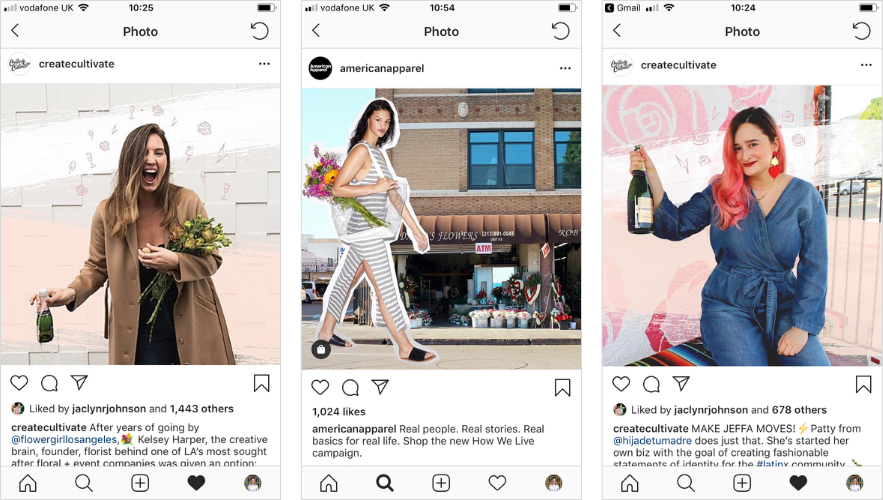 vodafone UK
10:25
Photo
createcultivate
Liked by jaclynrjohnson and 1,443 others
createcultivate After years of going by
@flowergirllosangeles,💐 Kelsey Harper, the creative
brain, founder, florist behind one of LA's most sought
after floral + event companies was given an option:
vodafone UK
10:54
Photo
American
Apparel
americanapparel
FLOWERS
ATM
1,024 likes
americanapparel Real people. Real stories. Real
basics for real life. Shop the new How We Live
campaign.
Gmail
10:24
Photo
createcultivate
Liked by jaclynrjohnson and 678 others
createcultivate MAKE JEFFA MOVES! ⚡ Patty from
@hijadetumadre does just that. She's started her
own biz with the goal of creating fashionable
statements of identity for the #latinx community.